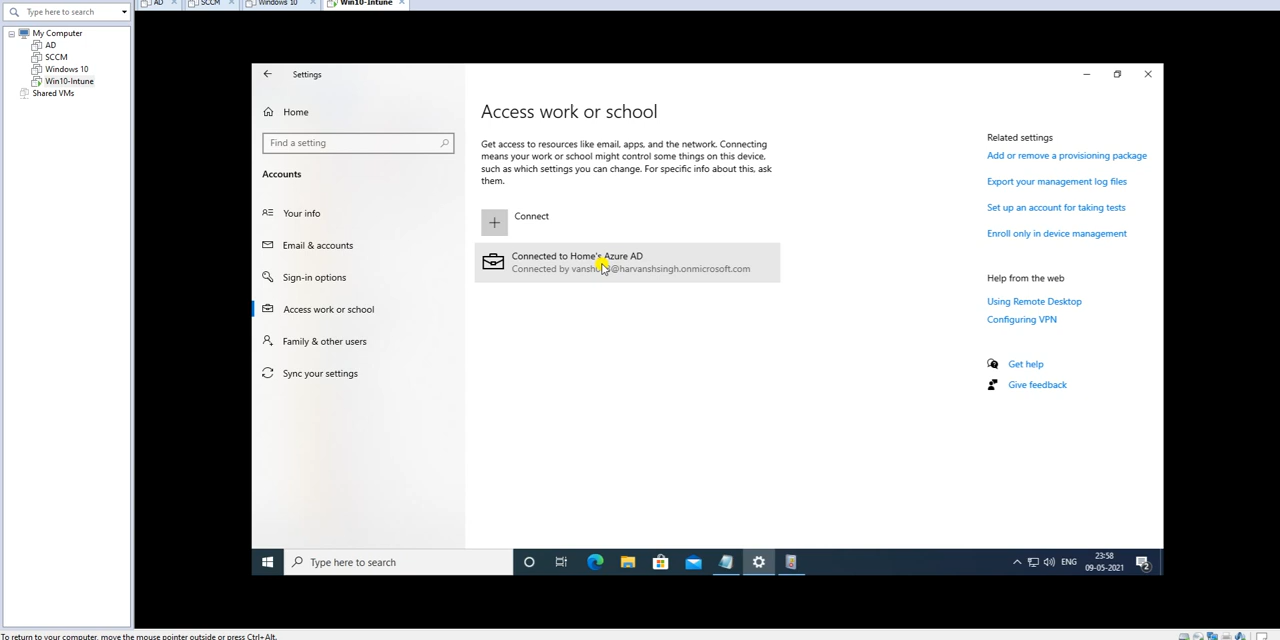 Type here to search
AD
SCCM
Windows 10
Win10-Intune
My Computer
AD
SCCM
Windows 10
Win10-Intune
Shared VMs
Settings
Home
Find a setting
Accounts
Your info
Email & accounts
Sign-in options
Access work or school
Family & other users
Sync your settings
Access work or school
Get access to resources like email, apps, and the network. Connecting
means your work or school might control some things on this device,
such as which settings you can change. For specific info about this, ask
them.
Connect
Connected to Home's Azure AD
Connected by @harvanshsingh.onmicrosoft.com
Related settings
Add or remove a provisioning package
Export your management log files
Set up an account for taking tests
Enroll only in device management
Help from the web
Using Remote Desktop
Configuring VPN
Get help
Give feedback
Type here to search
ENG
23:58
09-05-2021
2
To return to your computer, move the mouse pointer outside or press Ctrl+Alt.